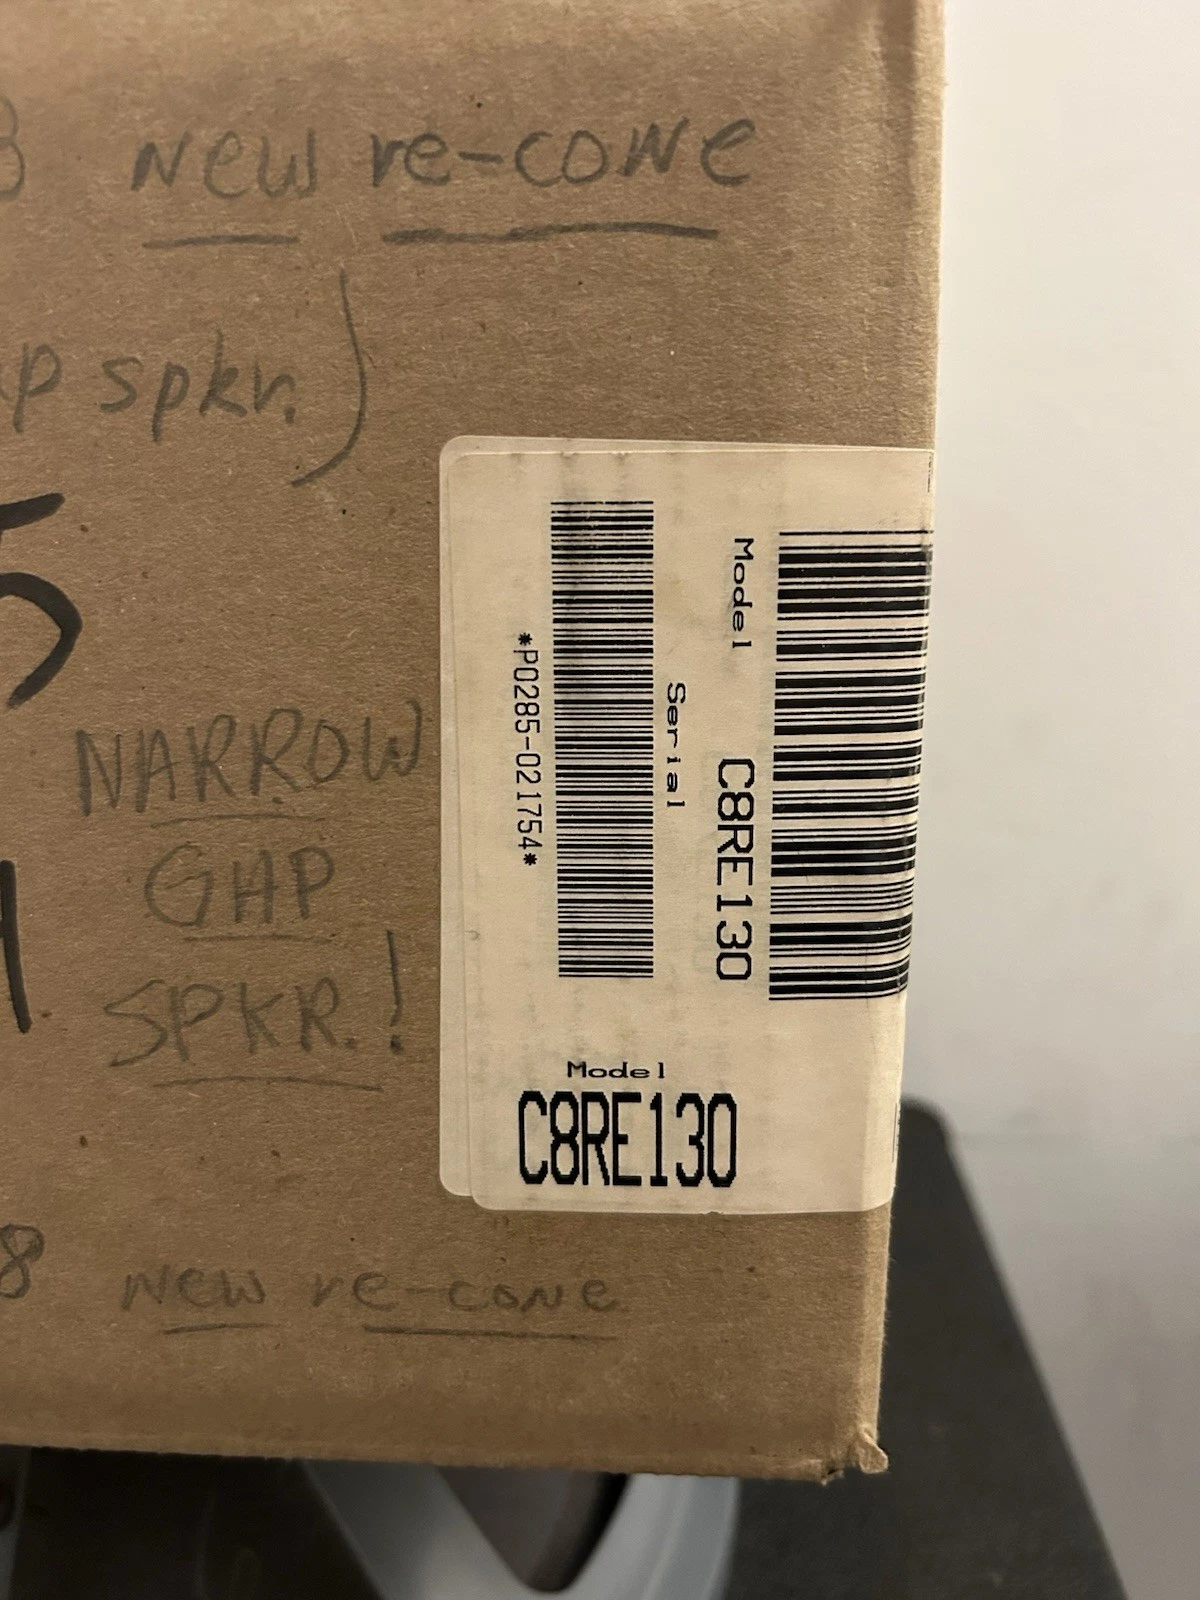 New re-cone
spkr.)
5
NARROW
GHP
SPKR.!
Model
C8RE130
Serial
*P0285-021754*
Model
C8RE130
8 New re-cone